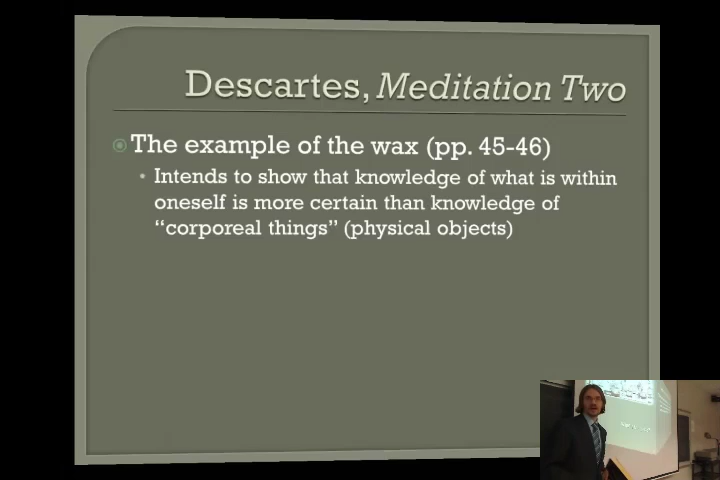 Descartes, Meditation Two
The example of the wax (pp. 45-46)
Intends to show that knowledge of what is within
oneself is more certain than knowledge of
“corporeal things” (physical objects)